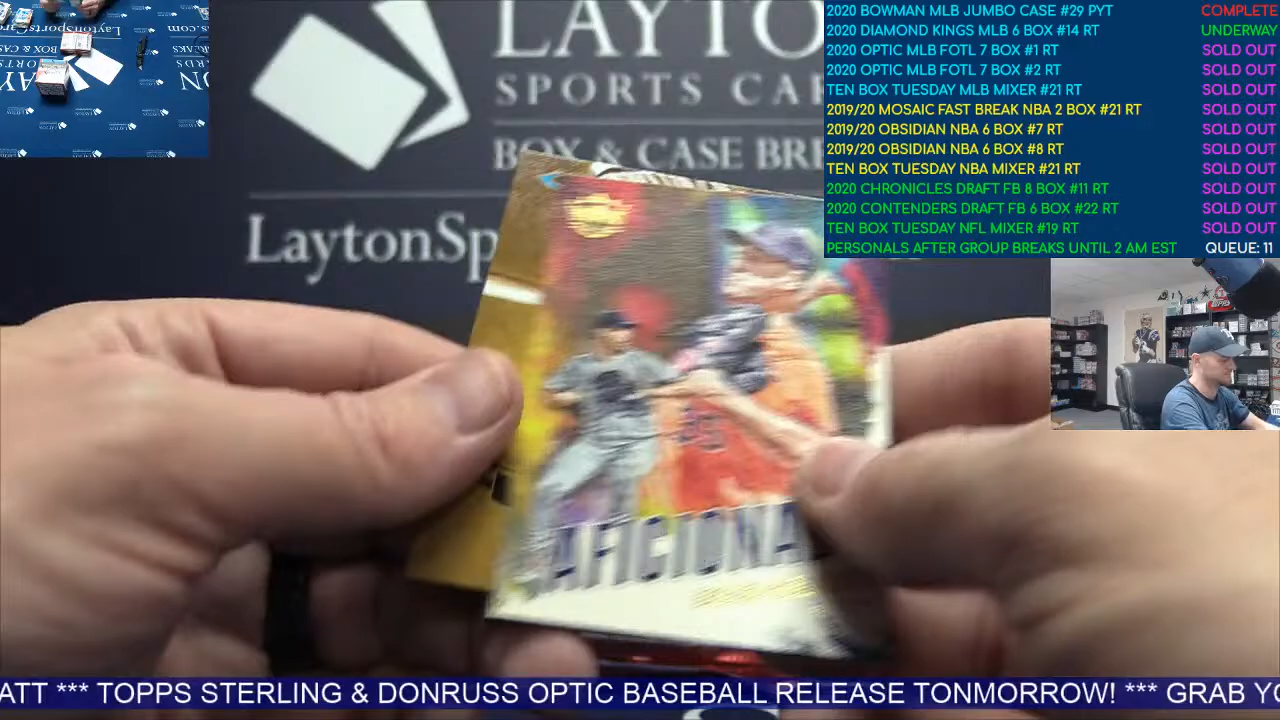 LAYTO
SPORTS CAR
BOX & CASE BRE
LaytonSp
2020 BOWMAN MLB JUMBO CASE #29 PYT COMPLETE
2020 DIAMOND KINGS MLB 6 BOX #14 RT UNDERWAY
2020 OPTIC MLB FOTL 7 BOX #1 RT SOLD OUT
2020 OPTIC MLB FOTL 7 BOX #2 RT SOLD OUT
TEN BOX TUESDAY MLB MIXER #21 RT SOLD OUT
2019/20 MOSAIC FAST BREAK NBA 2 BOX #21 RT SOLD OUT
2019/20 OBSIDIAN NBA 6 BOX #7 RT SOLD OUT
2019/20 OBSIDIAN NBA 6 BOX #8 RT SOLD OUT
TEN BOX TUESDAY NBA MIXER #21 RT SOLD OUT
2020 CHRONICLES DRAFT FB 8 BOX #11 RT SOLD OUT
2020 CONTENDERS DRAFT FB 6 BOX #22 RT SOLD OUT
TEN BOX TUESDAY NFL MIXER #19 RT SOLD OUT
PERSONALS AFTER GROUP BREAKS UNTIL 2 AM EST QUEUE: 11
AFICIONA
ATT *** TOPPS STERLING & DONRUSS OPTIC BASEBALL RELEASE TONMORROW! *** GRAB YO